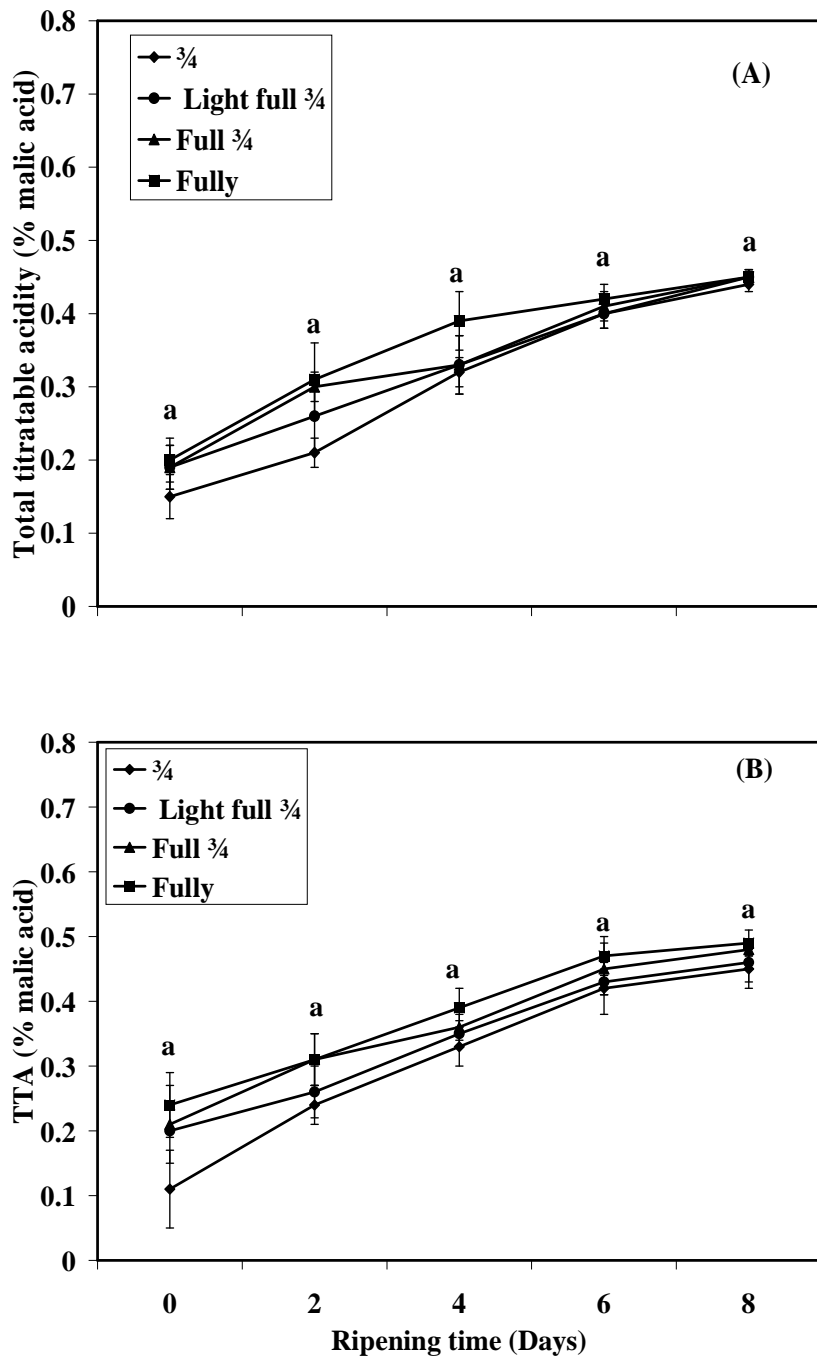 0.8
0.7
0.6
0.5
0.4
0.3
0.2
0.1
0
Total titratable acidity (% malic acid)
¾
Light full ¾
Full ¾
Fully
(A)
a
a
a
a
a
0.8
0.7
0.6
0.5
0.4
0.3
0.2
0.1
0
TTA (% malic acid)
¾
Light full ¾
Full ¾
Fully
(B)
a
a
a
a
a
0 2 4 6 8
Ripening time (Days)